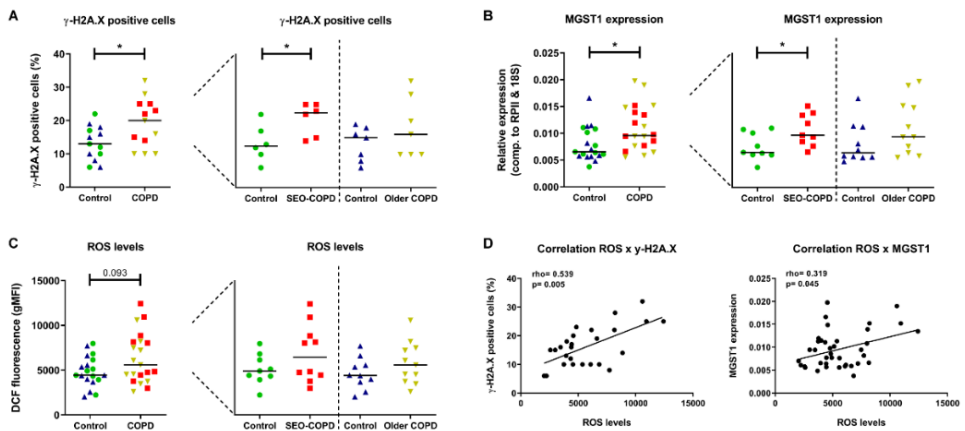 A
γ-H2A.X positive cells
γ-H2A.X positive cells
γ-H2A.X positive cells (%)
40
30
20
10
0
*
*
Control
COPD
Control
SEO-COPD
Control
Older COPD
B
MGST1 expression
MGST1 expression
Relative expression
(comp. to RPII & 18S)
0.025
0.020
0.015
0.010
0.005
0.000
*
*
Control
COPD
Control
SEO-COPD
Control
Older COPD
C
ROS levels
ROS levels
DCF fluorescence (gMFI)
15000
10000
5000
0
0.093
Control
COPD
Control
SEO-COPD
Control
Older COPD
D
Correlation ROS x γ-H2A.X
rho= 0.539
p= 0.005
γ-H2A.X positive cells (%)
40
30
20
10
0
0
5000
10000
15000
ROS levels
Correlation ROS x MGST1
rho= 0.319
p= 0.045
MGST1 expression
0.025
0.020
0.015
0.010
0.005
0.000
0
5000
10000
15000
ROS levels